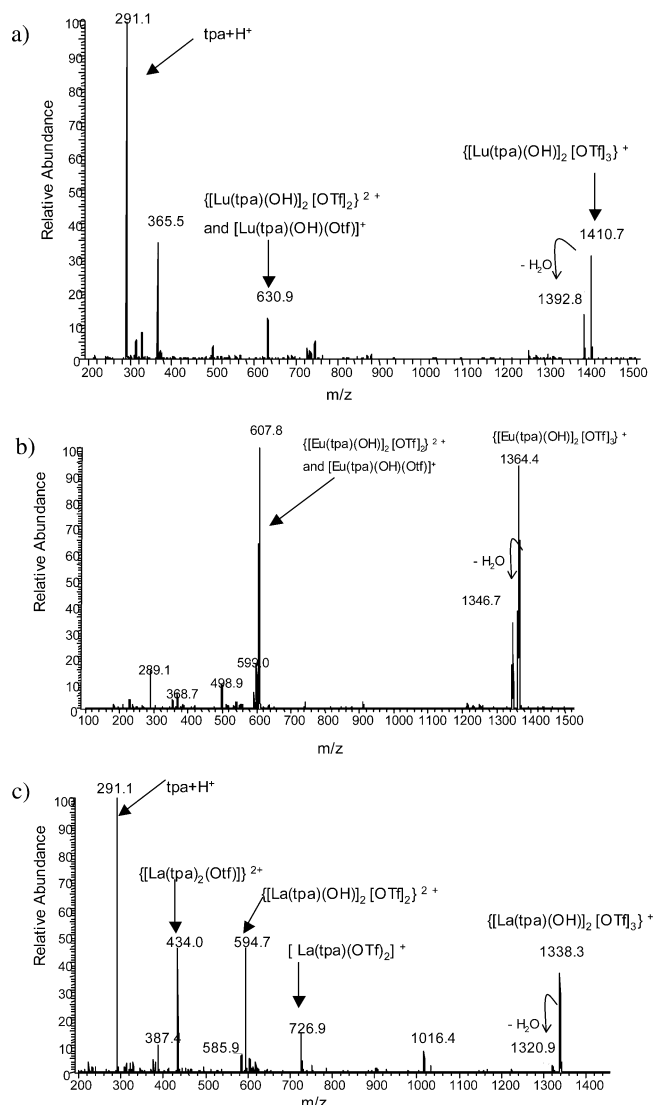 a)
291.1
tpa+H+
{[Lu(tpa)(OH)]2 [OTf]3} +
{[Lu(tpa)(OH)]2 [OTf]2} 2 +
and [Lu(tpa)(OH)(Otf)]+
365.5
1410.7
- H2O
630.9
1392.8
Relative Abundance
100
90
80
70
60
50
40
30
20
10
0
200 300 400 500 600 700 800 900 1000 1100 1200 1300 1400 1500
m/z
b)
607.8
{[Eu(tpa)(OH)]2 [OTf]2} 2 +
and [Eu(tpa)(OH)(Otf)]+
{[Eu(tpa)(OH)]2 [OTf]3} +
1364.4
- H2O
1346.7
289.1
368.7
498.9
599.0
Relative Abundance
100
90
80
70
60
50
40
30
20
10
0
100 200 300 400 500 600 700 800 900 1000 1100 1200 1300 1400 1500
m/z
c)
291.1
tpa+H+
{[La(tpa)2(Otf)]} 2+
{[La(tpa)(OH)]2 [OTf]2} 2 +
434.0
594.7
[ La(tpa)(OTf)2] +
{[La(tpa)(OH)]2 [OTf]3} +
1338.3
- H2O
387.4
585.9
726.9
1016.4
1320.9
Relative Abundance
100
90
80
70
60
50
40
30
20
10
0
200 300 400 500 600 700 800 900 1000 1100 1200 1300 1400
m/z